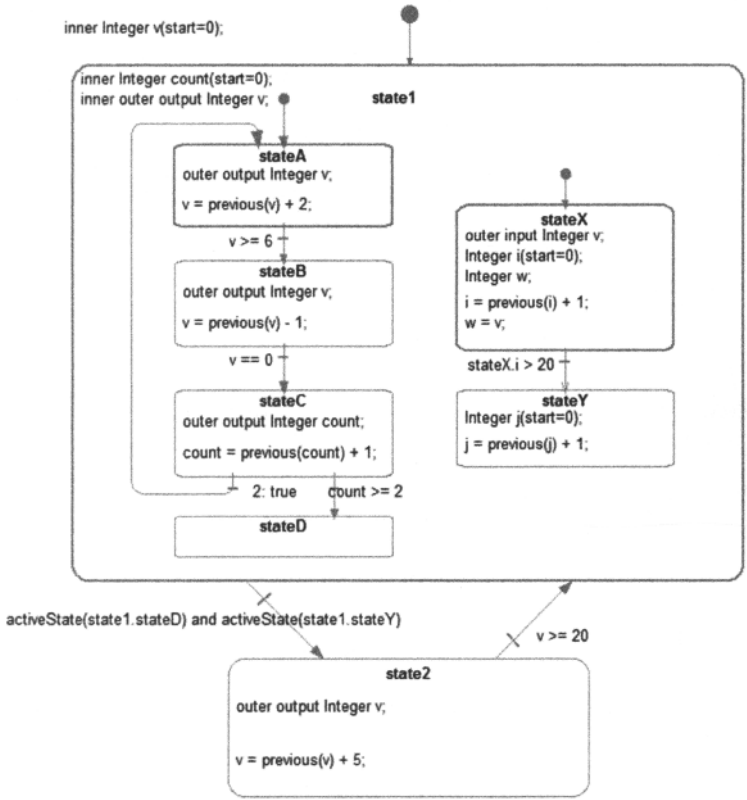 inner Integer v(start=0);
inner Integer count(start=0);
inner outer output Integer v;
state1
stateA
outer output Integer v;
v = previous(v) + 2;
v >= 6
stateB
outer output Integer v;
v = previous(v) - 1;
v == 0
stateC
outer output Integer count;
count = previous(count) + 1;
2: true
count >= 2
stateD
stateX
outer input Integer v;
Integer i(start=0);
Integer w;
i = previous(i) + 1;
w = v;
stateX.i > 20
stateY
Integer j(start=0);
j = previous(j) + 1;
activeState(state1.stateD) and activeState(state1.stateY)
v >= 20
state2
outer output Integer v;
v = previous(v) + 5;